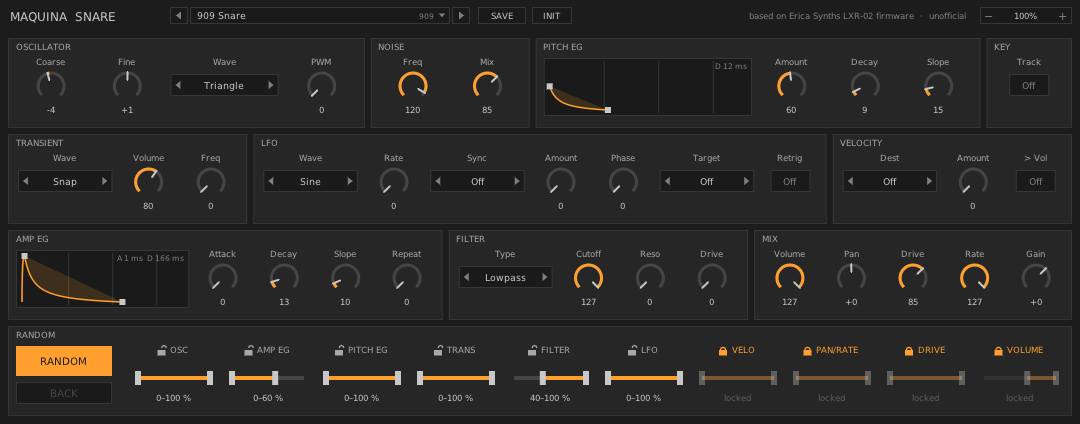 MAQUINA SNARE
909 Snare 909
SAVE INIT
based on Erica Synths LXR-02 firmware · unofficial
− 100% +
OSCILLATOR
Coarse Fine Wave PWM
Triangle
-4 +1 0
NOISE
Freq Mix
120 85
PITCH EG
D 12 ms
Amount Decay Slope
60 9 15
KEY
Track
Off
TRANSIENT
Wave Volume Freq
Snap
80 0
LFO
Wave Rate Sync Amount Phase Target Retrig
Sine Off Off Off
0 0 0
VELOCITY
Dest Amount > Vol
Off Off
0
AMP EG
A 1 ms D 166 ms
Attack Decay Slope Repeat
0 13 10 0
FILTER
Type Cutoff Reso Drive
Lowpass
127 0 0
MIX
Volume Pan Drive Rate Gain
127 +0 85 127 +0
RANDOM
RANDOM
BACK
OSC AMP EG PITCH EG TRANS FILTER LFO VELO PAN/RATE DRIVE VOLUME
0–100 % 0–60 % 0–100 % 0–100 % 40–100 % 0–100 % locked locked locked locked